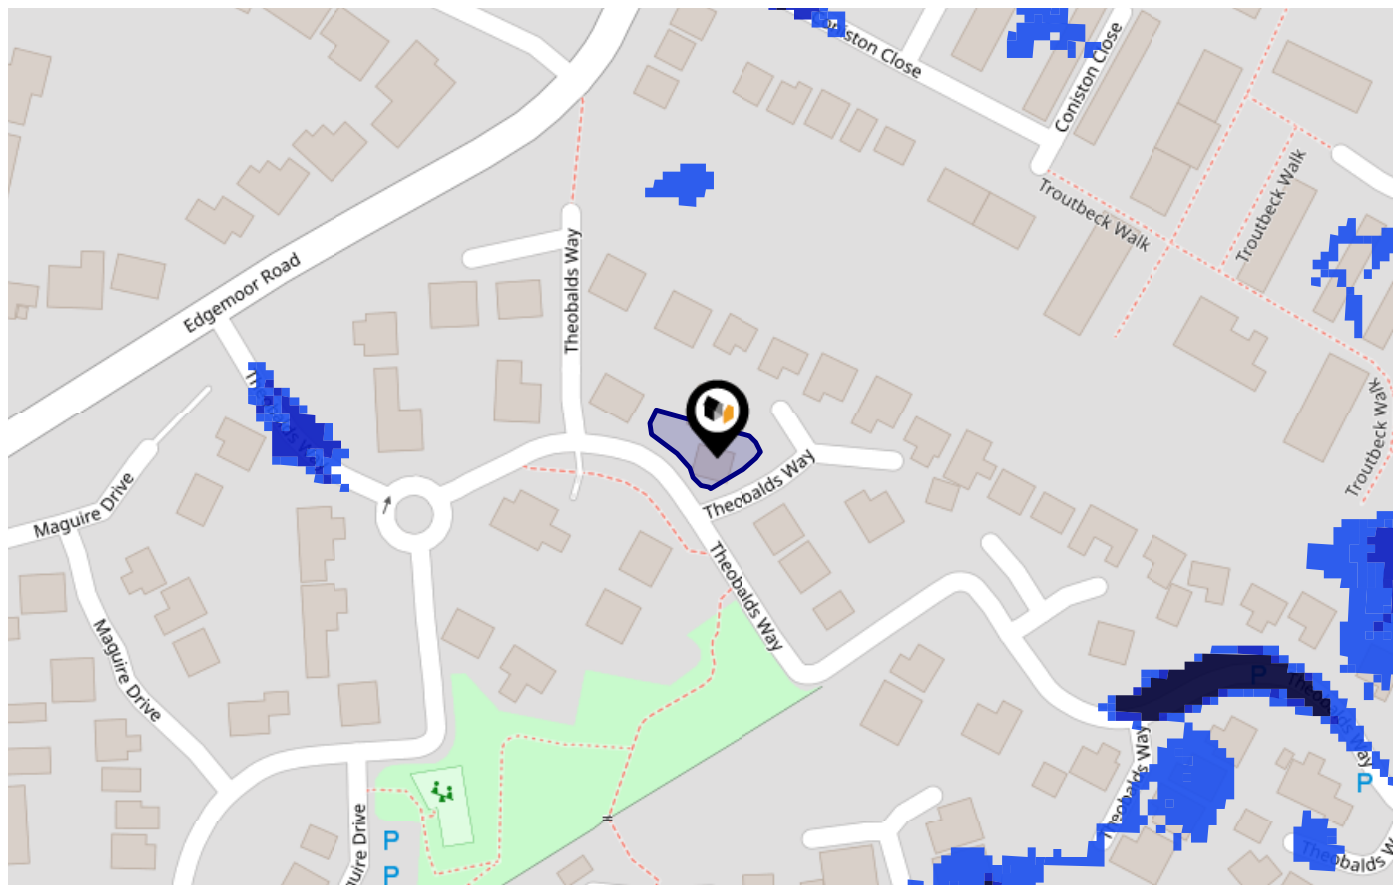 Coniston Close
Coniston Close
Troutbeck Walk
Troutbeck Walk
Theobalds Way
Edgemoor Road
Troutbeck Walk
Theobalds Way
Maguire Drive
Theobalds Way
Maguire Drive
P
Theobalds Way
Theobalds Way
P
P
Maguire Drive
Theobalds W
P